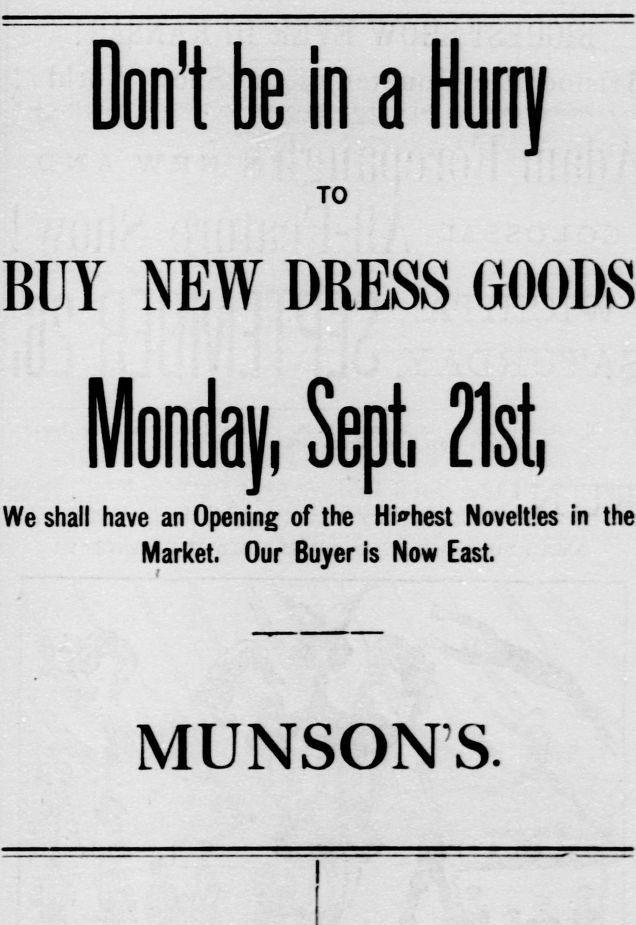 Don't be in a Hurry
TO
BUY NEW DRESS GOODS
Monday, Sept. 21st,
We shall have an Opening of the Highest Novelties in the
Market. Our Buyer is Now East.
MUNSON'S.